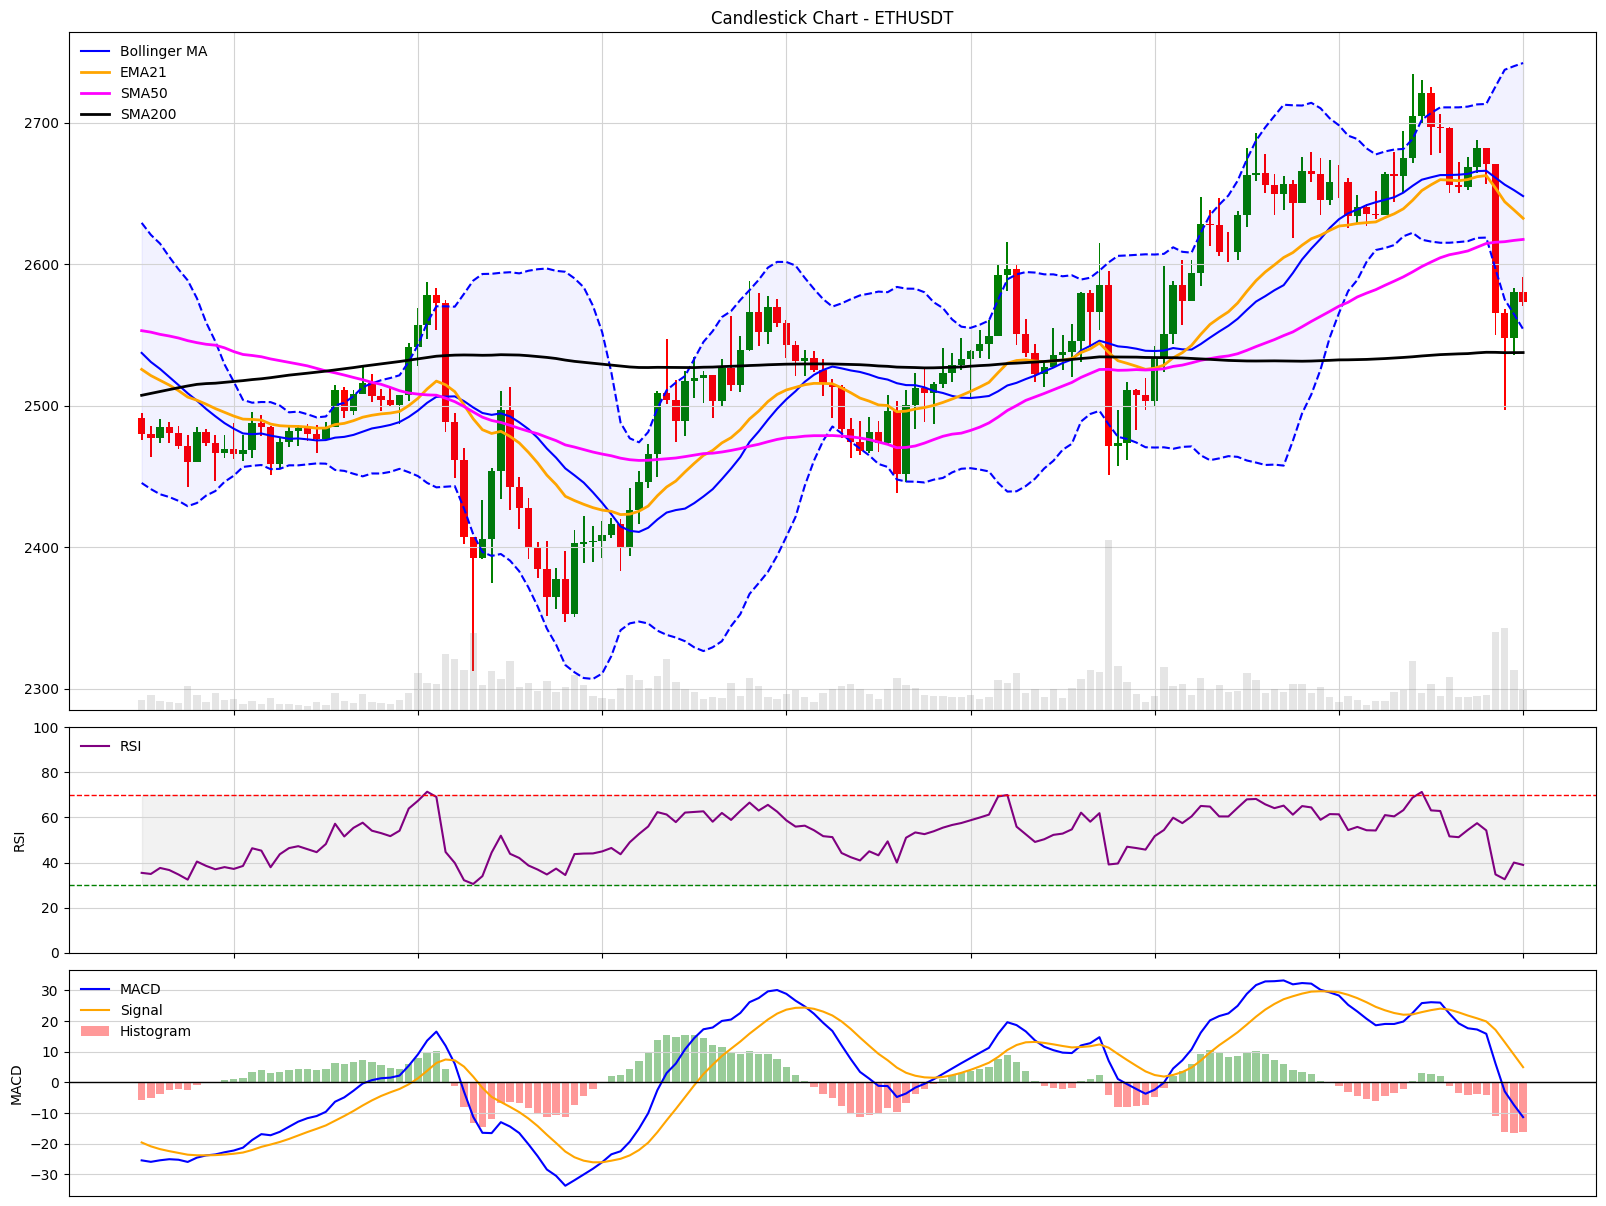 Candlestick Chart - ETHUSDT
Bollinger MA
EMA21
SMA50
SMA200
2700
2600
2500
2400
2300
RSI
100
80
60
40
20
0
RSI
MACD
Signal
Histogram
30
20
10
0
−10
−20
−30
MACD